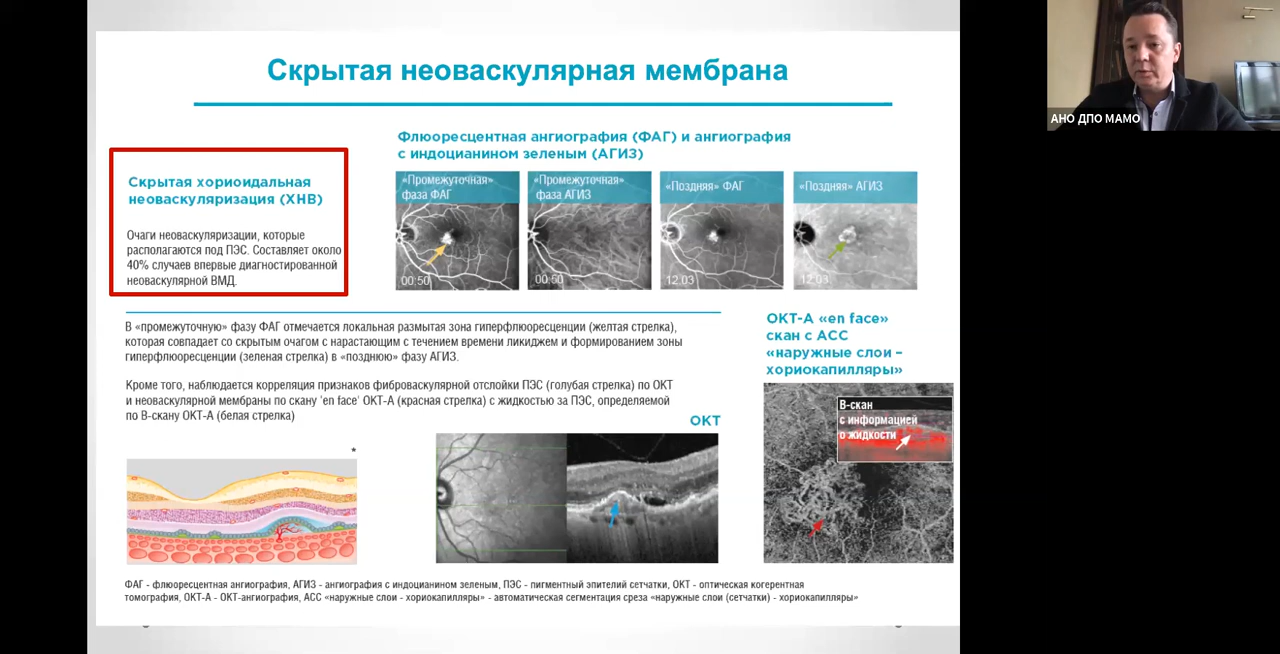 Скрытая неоваскулярная мембрана
Флюоресцентная ангиография (ФАГ) и ангиография
с индоцианином зеленым (АГИЗ)
Скрытая хориоидальная
неоваскуляризация (ХНВ)
Очаги неоваскуляризации, которые
располагаются под ПЭС. Составляет около
40% случаев впервые диагностированной
неоваскулярной ВМД.
«Промежуточная»
фаза ФАГ
00:50
«Промежуточная»
фаза АГИЗ
00:50
«Поздняя» ФАГ
12.03
«Поздняя» АГИЗ
12.03
В «промежуточную» фазу ФАГ отмечается локальная размытая зона гиперфлюоресценции (желтая стрелка),
которая совпадает со скрытым очагом с нарастающим с течением времени ликиджем и формированием зоны
гиперфлюоресценции (зеленая стрелка) в «позднюю» фазу АГИЗ.
Кроме того, наблюдается корреляция признаков фиброваскулярной отслойки ПЭС (голубая стрелка) по ОКТ
и неоваскулярной мембраны по скану 'en face' ОКТ-А (красная стрелка) с жидкостью за ПЭС, определяемой
по В-скану ОКТ-А (белая стрелка)
*
ОКТ
ОКТ-А «en face»
скан с АСС
«наружные слои –
хориокапилляры»
В-скан
с информацией
о жидкости
ФАГ - флюоресцентная ангиография, АГИЗ - ангиография с индоцианином зеленым, ПЭС - пигментный эпителий сетчатки, ОКТ - оптическая когерентная
томография, ОКТ-А - ОКТ-ангиография, АСС «наружные слои - хориокапилляры» - автоматическая сегментация среза «наружные слои (сетчатки) - хориокапилляры»
АНО ДПО МАМО